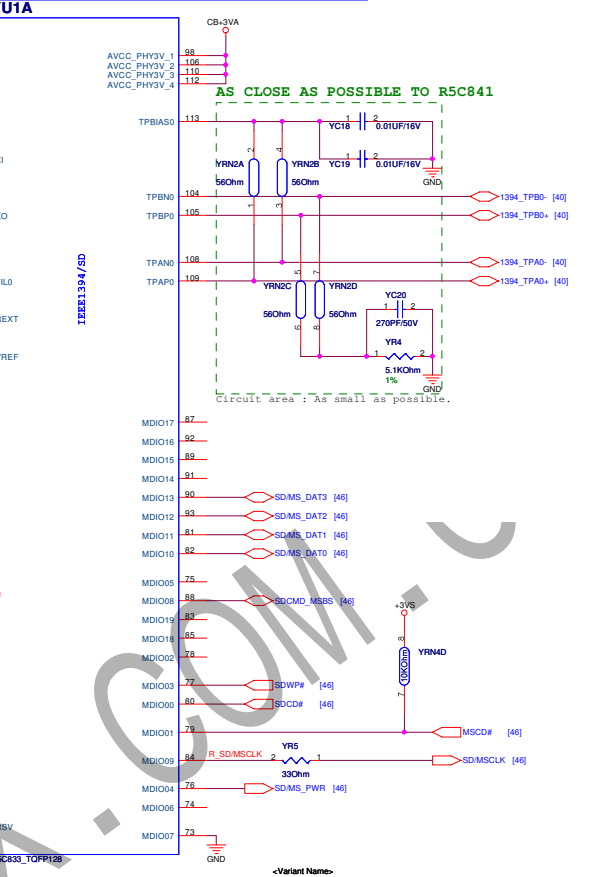 U1A
CB+3VA
AVCC_PHY3V_1 98
AVCC_PHY3V_2 106
AVCC_PHY3V_3 110
AVCC_PHY3V_4 112
AS CLOSE AS POSSIBLE TO R5C841
TPBIAS0 113
1 2
YC18 0.01UF/16V
1 2
YC19 0.01UF/16V
GND
2 4
YRN2A YRN2B
56Ohm 56Ohm
1 3
TPBN0 104 1394_TPB0- [40]
TPBP0 105 1394_TPB0+ [40]
TPAN0 108 1394_TPA0- [40]
TPAP0 109 1394_TPA0+ [40]
IEEE1394/SD
5 7
YRN2C YRN2D
56Ohm 56Ohm
6 8
YC20
1 2
270PF/50V
YR4
1 2
5.1KOhm
1%
GND
Circuit area : As small as possible.
MDIO17 87
MDIO16 92
MDIO15 89
MDIO14 91
MDIO13 90 SD/MS_DAT3 [46]
MDIO12 93 SD/MS_DAT2 [46]
MDIO11 81 SD/MS_DAT1 [46]
MDIO10 82 SD/MS_DAT0 [46]
MDIO05 75
MDIO08 88 SDCMD_MSBS [46]
MDIO19 83
MDIO18 85
MDIO02 78
+3VS
8
YRN4D
10KOhm
7
MDIO03 77 SDWP# [46]
MDIO00 80 SDCD# [46]
MDIO01 79 MSCD# [46]
MDIO09 84 R_SD/MSCLK 2 YR5 1 SD/MSCLK [46]
33Ohm
MDIO04 76 SD/MS_PWR [46]
MDIO06 74
MDIO07 73
GND
5C833_TQFP128
<Variant Name>